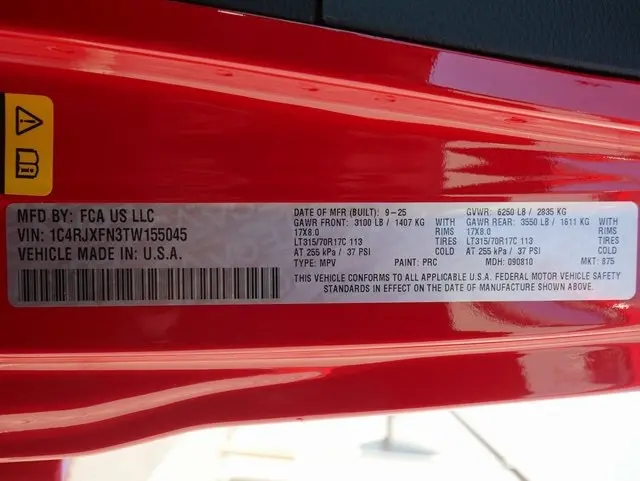 MFD BY: FCA US LLC
VIN: 1C4RJXFN3TW155045
VEHICLE MADE IN: U.S.A.
DATE OF MFR (BUILT): 9-25 GVWR: 6250 LB / 2835 KG
GAWR FRONT: 3100 LB / 1407 KG WITH GAWR REAR: 3550 LB / 1611 KG WITH
17X8.0 RIMS 17X8.0 RIMS
LT315/70R17C 113 TIRES LT315/70R17C 113 TIRES
AT 255 kPa / 37 PSI COLD AT 255 kPa / 37 PSI COLD
TYPE: MPV PAINT: PRC MDH: 090810 MKT: 875
THIS VEHICLE CONFORMS TO ALL APPLICABLE U.S.A. FEDERAL MOTOR VEHICLE SAFETY
STANDARDS IN EFFECT ON THE DATE OF MANUFACTURE SHOWN ABOVE.